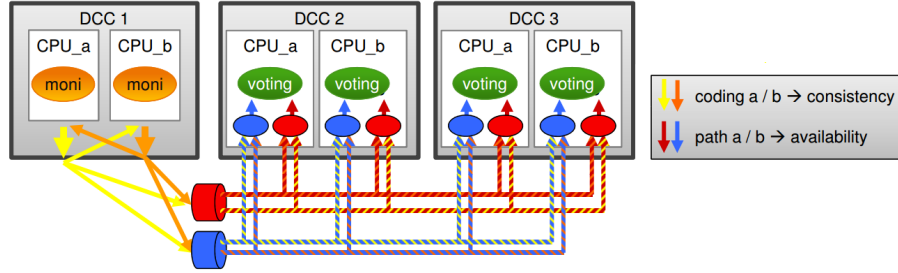 DCC 1
DCC 2
DCC 3
CPU_a
CPU_b
CPU_a
CPU_b
CPU_a
CPU_b
moni
moni
voting
voting
voting
voting
coding a / b → consistency
path a / b → availability